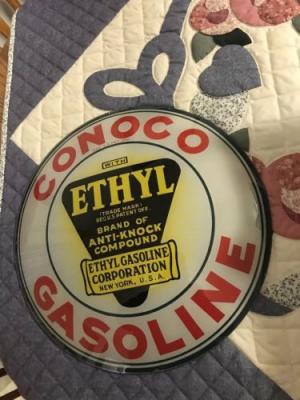 CONOCO
WITH
ETHYL
(TRADE MARK)
REG. U.S. PATENT OFF.
BRAND OF
ANTI-KNOCK
COMPOUND
ETHYL GASOLINE
CORPORATION
NEW YORK, U.S.A.
GASOLINE